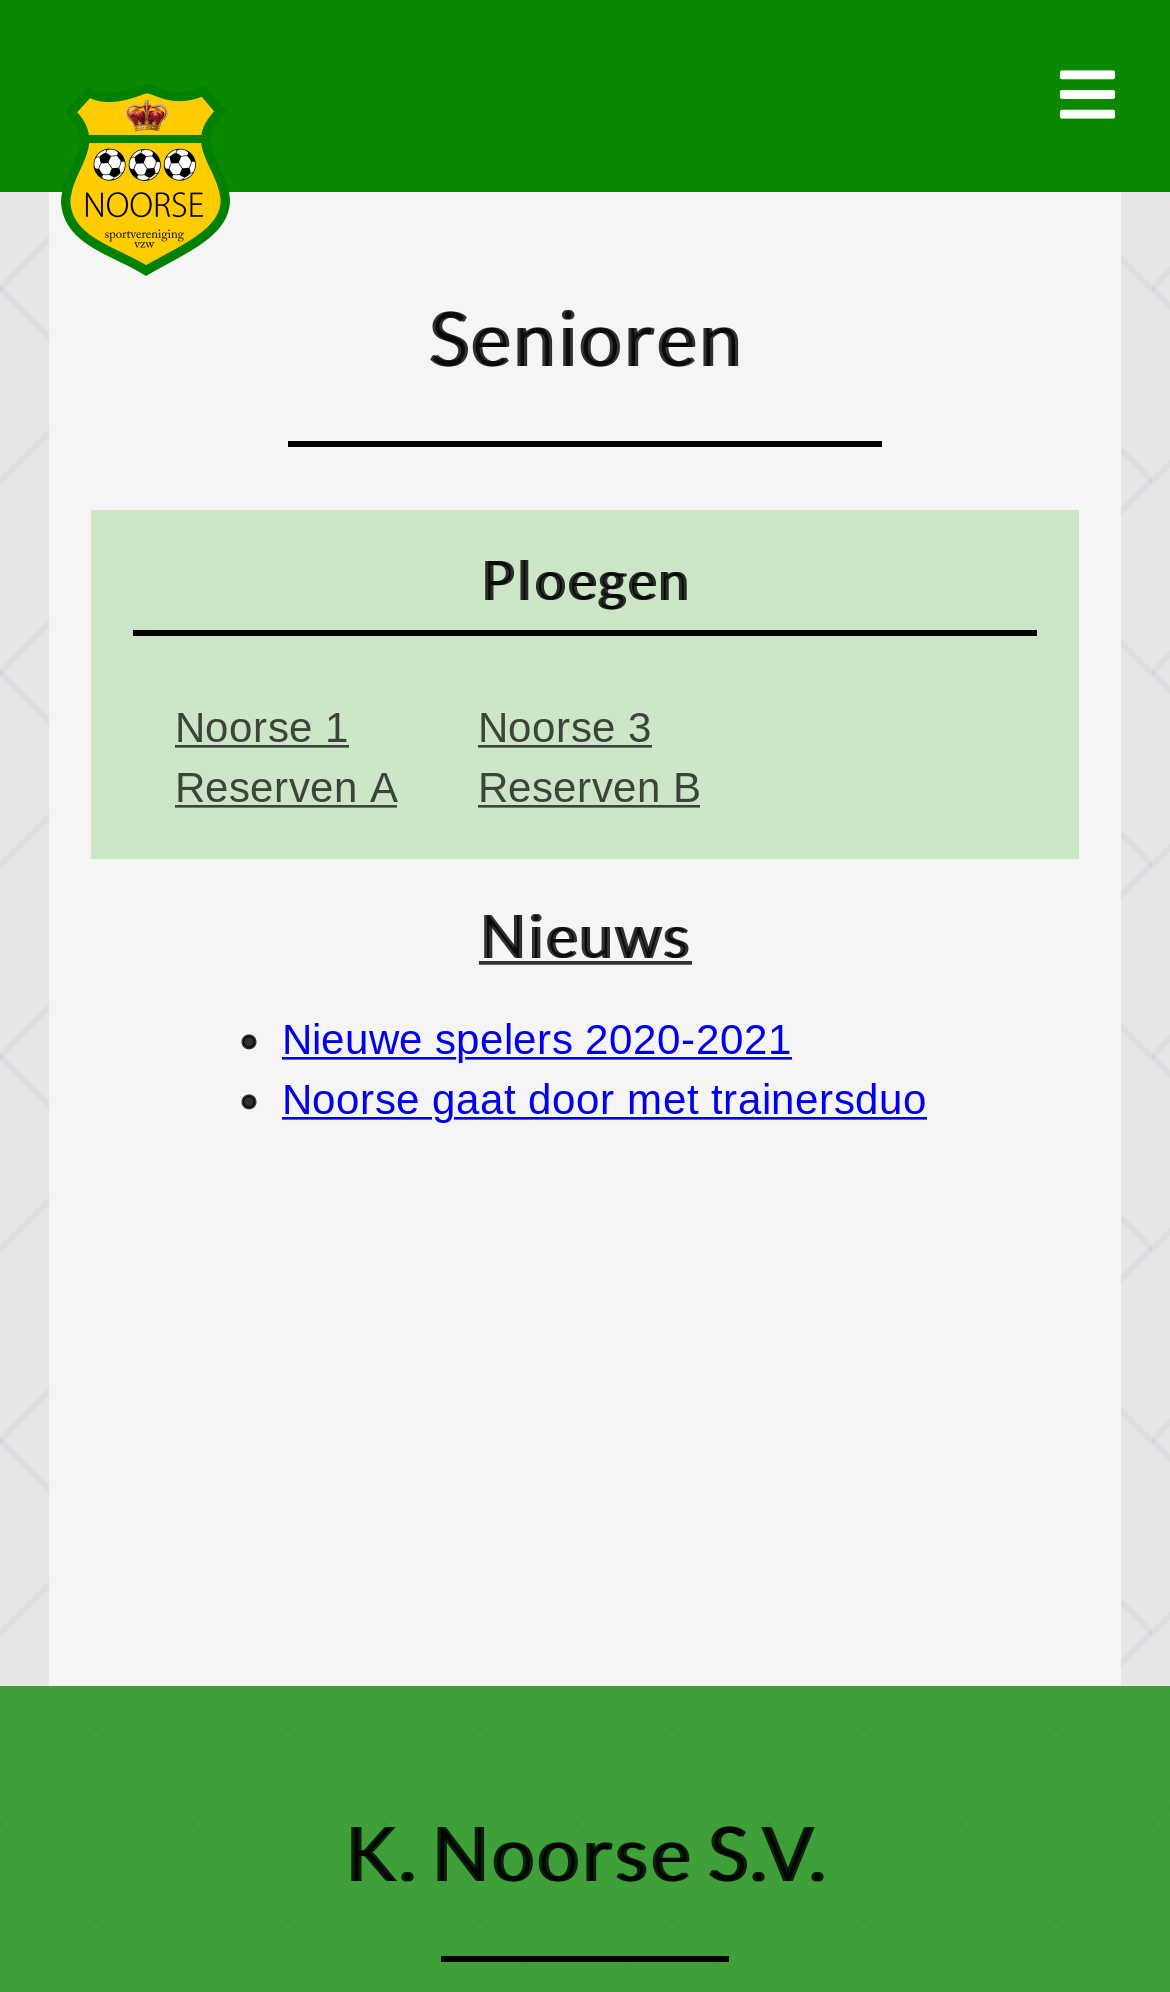 NOORSE
sportvereniging
vzw
Senioren
Ploegen
Noorse 1
Noorse 3
Reserven A
Reserven B
Nieuws
Nieuwe spelers 2020-2021
Noorse gaat door met trainersduo
K. Noorse S.V.